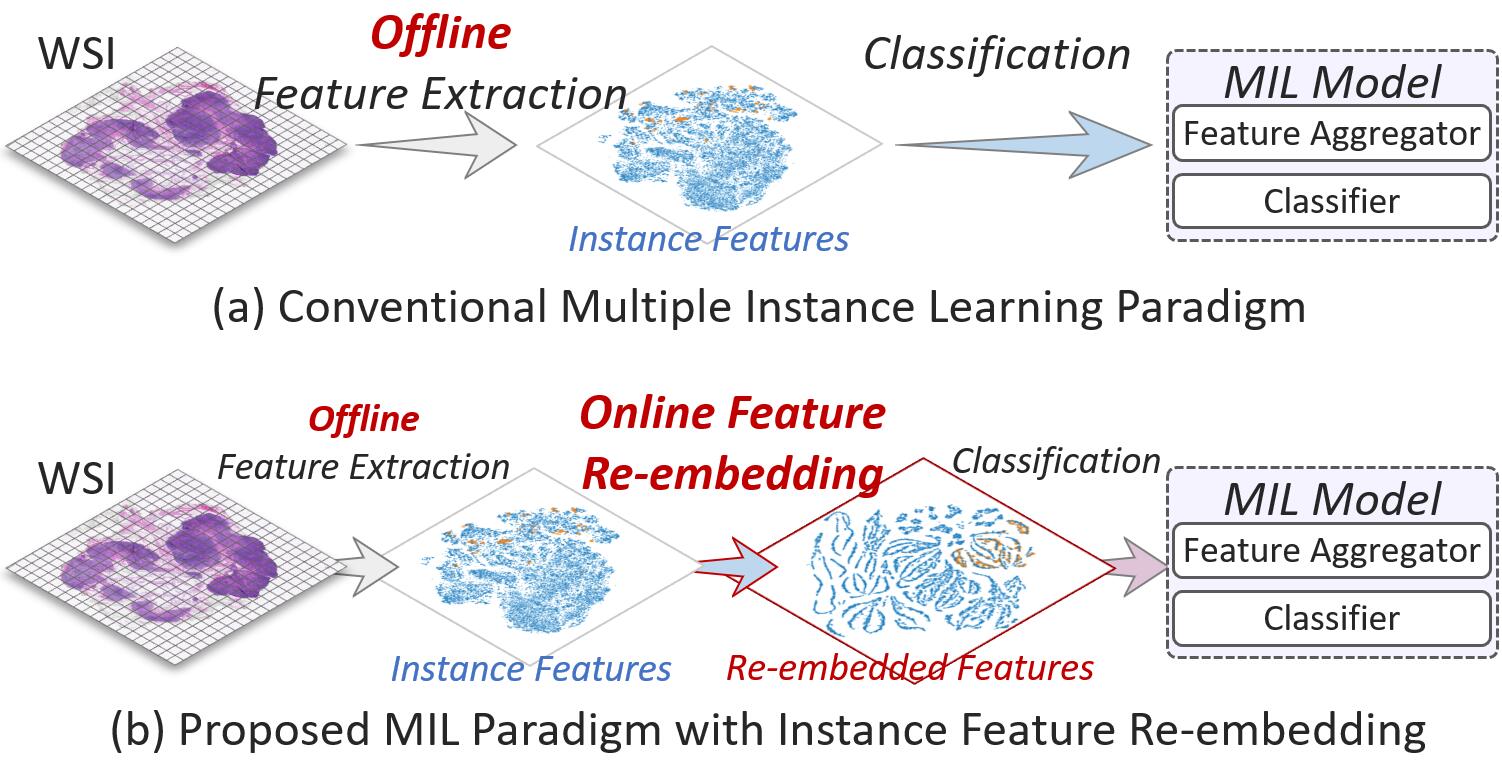 WSI
Offline
Feature Extraction
Instance Features
Classification
MIL Model
Feature Aggregator
Classifier
(a) Conventional Multiple Instance Learning Paradigm
WSI
Offline
Feature Extraction
Instance Features
Online Feature
Re-embedding
Re-embedded Features
Classification
MIL Model
Feature Aggregator
Classifier
(b) Proposed MIL Paradigm with Instance Feature Re-embedding